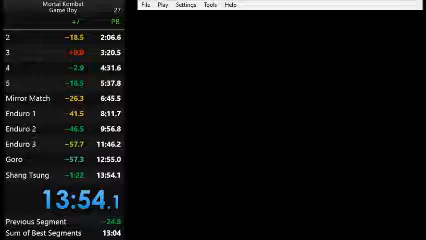 Mortal Kombat
Game Boy 27
+/- PB
2 −18.5 2:06.6
3 +0.0 3:20.5
4 −2.9 4:31.6
5 −18.5 5:37.8
Mirror Match −26.3 6:45.5
Enduro 1 −41.5 8:11.7
Enduro 2 −46.5 9:56.8
Enduro 3 −57.7 11:46.2
Goro −57.3 12:55.0
Shang Tsung −1:22 13:54.1
13:54.1
Previous Segment −24.8
Sum of Best Segments 13:04
File Play Settings Tools Help